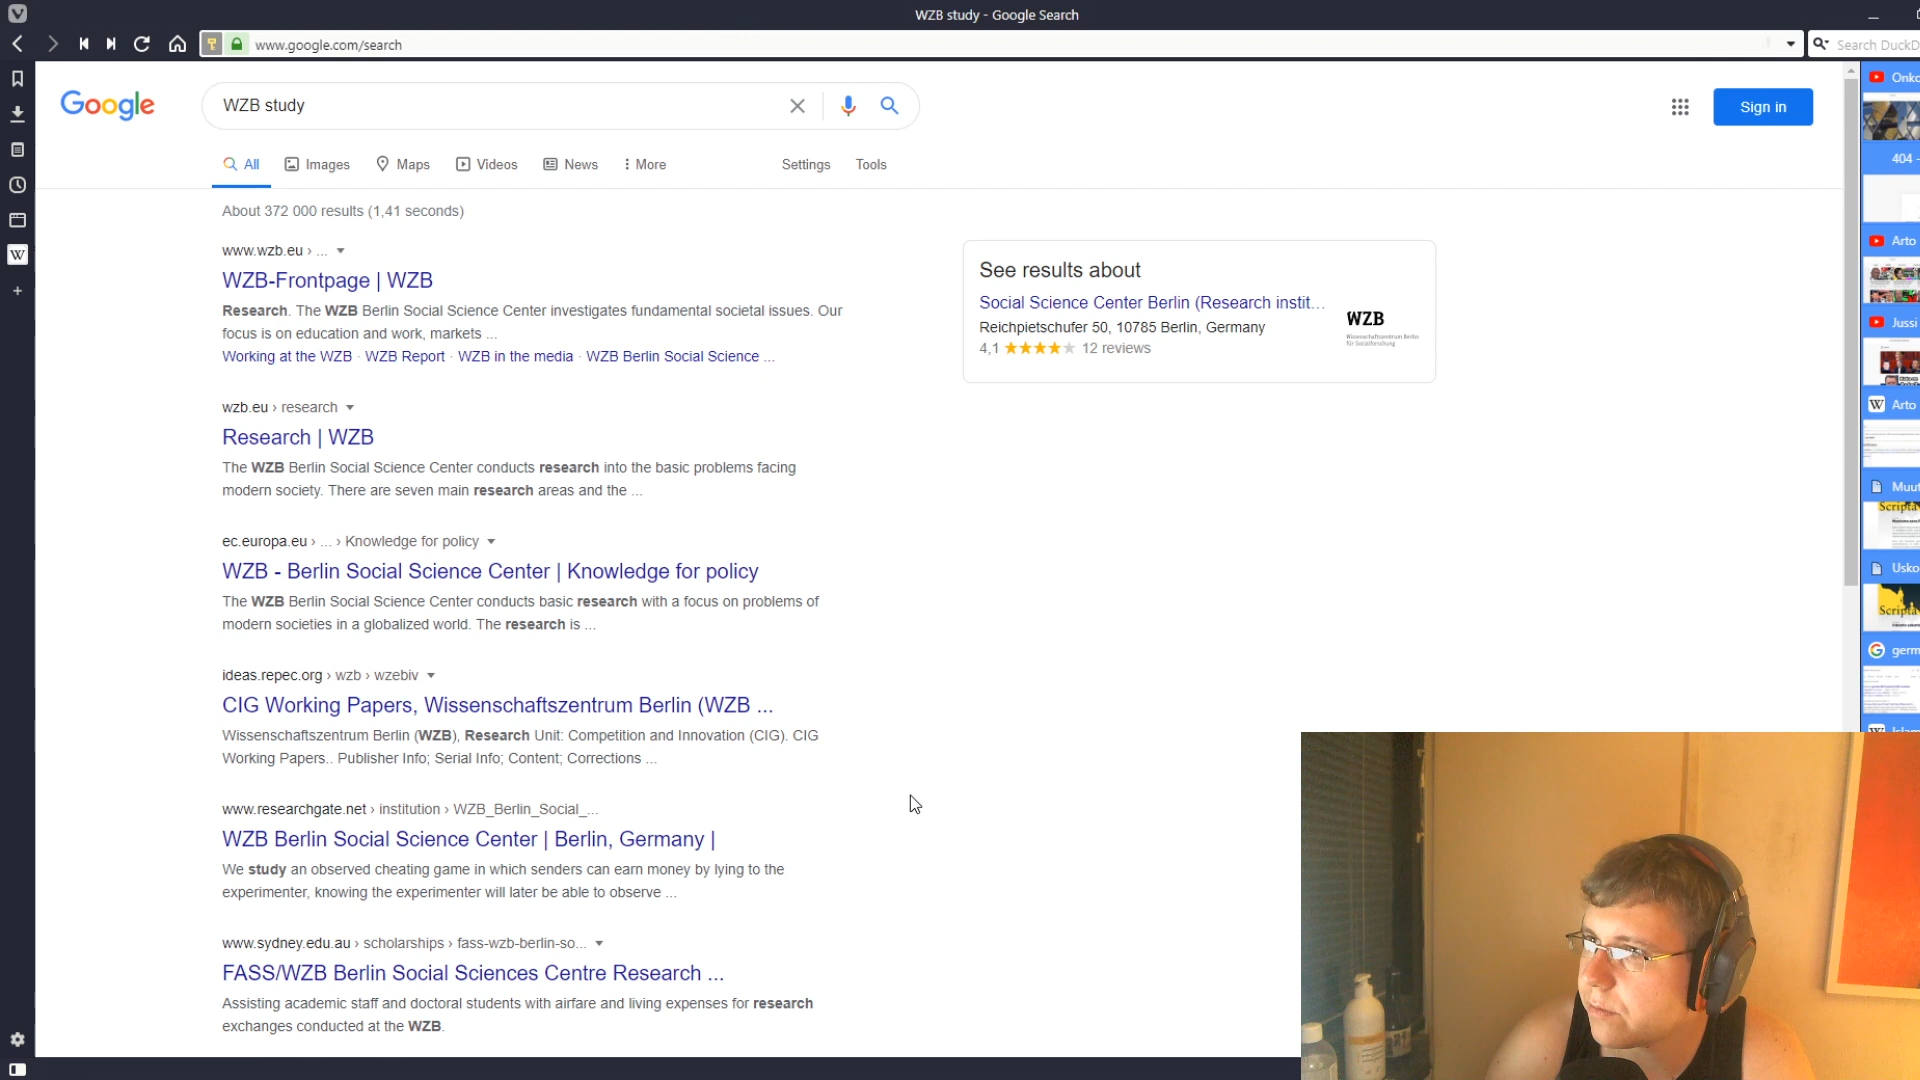 WZB study - Google Search
www.google.com/search
Search DuckD
Google
WZB study
Sign in
All
Images
Maps
Videos
News
More
Settings
Tools
About 372 000 results (1,41 seconds)
www.wzb.eu › ...
WZB-Frontpage | WZB
Research. The WZB Berlin Social Science Center investigates fundamental societal issues. Our
focus is on education and work, markets ...
Working at the WZB · WZB Report · WZB in the media · WZB Berlin Social Science ...
wzb.eu › research
Research | WZB
The WZB Berlin Social Science Center conducts research into the basic problems facing
modern society. There are seven main research areas and the ...
ec.europa.eu › ... › Knowledge for policy
WZB - Berlin Social Science Center | Knowledge for policy
The WZB Berlin Social Science Center conducts basic research with a focus on problems of
modern societies in a globalized world. The research is ...
ideas.repec.org › wzb › wzebiv
CIG Working Papers, Wissenschaftszentrum Berlin (WZB ...
Wissenschaftszentrum Berlin (WZB), Research Unit: Competition and Innovation (CIG). CIG
Working Papers.. Publisher Info; Serial Info; Content; Corrections ...
www.researchgate.net › institution › WZB_Berlin_Social_...
WZB Berlin Social Science Center | Berlin, Germany |
We study an observed cheating game in which senders can earn money by lying to the
experimenter, knowing the experimenter will later be able to observe ...
www.sydney.edu.au › scholarships › fass-wzb-berlin-so...
FASS/WZB Berlin Social Sciences Centre Research ...
Assisting academic staff and doctoral students with airfare and living expenses for research
exchanges conducted at the WZB.
See results about
Social Science Center Berlin (Research instit...
Reichpietschufer 50, 10785 Berlin, Germany
4,1
12 reviews
WZB
Wissenschaftszentrum Berlin
für Sozialforschung
Onko
404 -
Arto
Jussi
W Arto
Muut
Scripta
Usko
Scripta
G germ